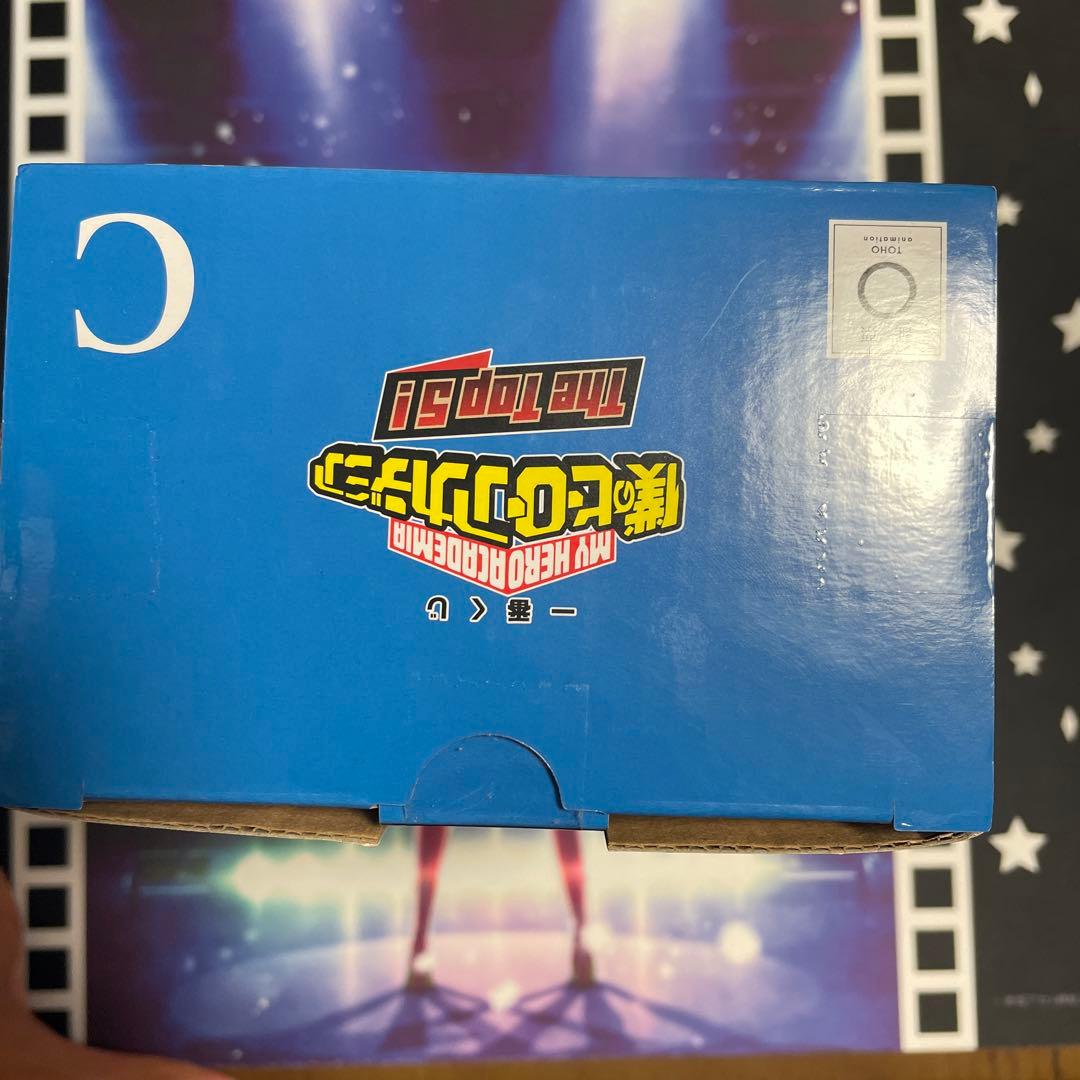 一番くじ
MY HERO ACADEMIA
僕のヒーローアカデミア
The Top 5!
TOHO
animation
C